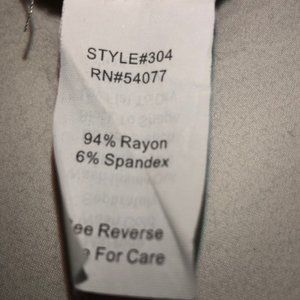 STYLE#304
RN#54077
94% Rayon
6% Spandex
ee Reverse
For Care